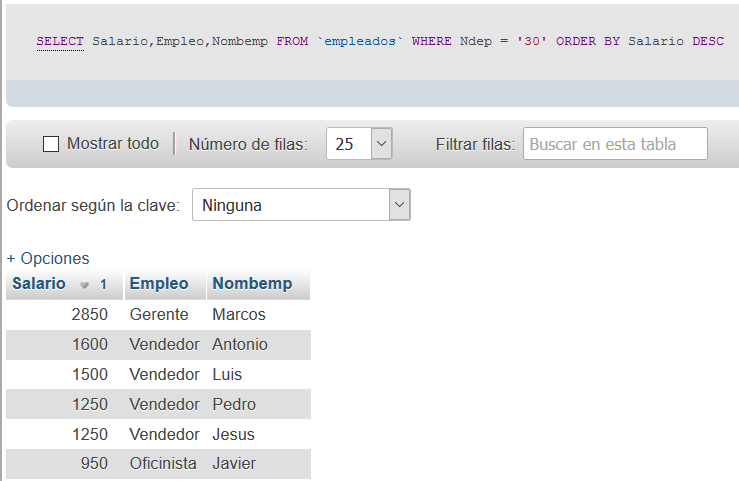 SELECT Salario,Empleo,Nombemp FROM `empleados` WHERE Ndep = '30' ORDER BY Salario DESC
Mostrar todo Número de filas: 25 Filtrar filas: Buscar en esta tabla
Ordenar según la clave: Ninguna
+ Opciones
Salario 1 Empleo Nombemp
2850 Gerente Marcos
1600 Vendedor Antonio
1500 Vendedor Luis
1250 Vendedor Pedro
1250 Vendedor Jesus
950 Oficinista Javier